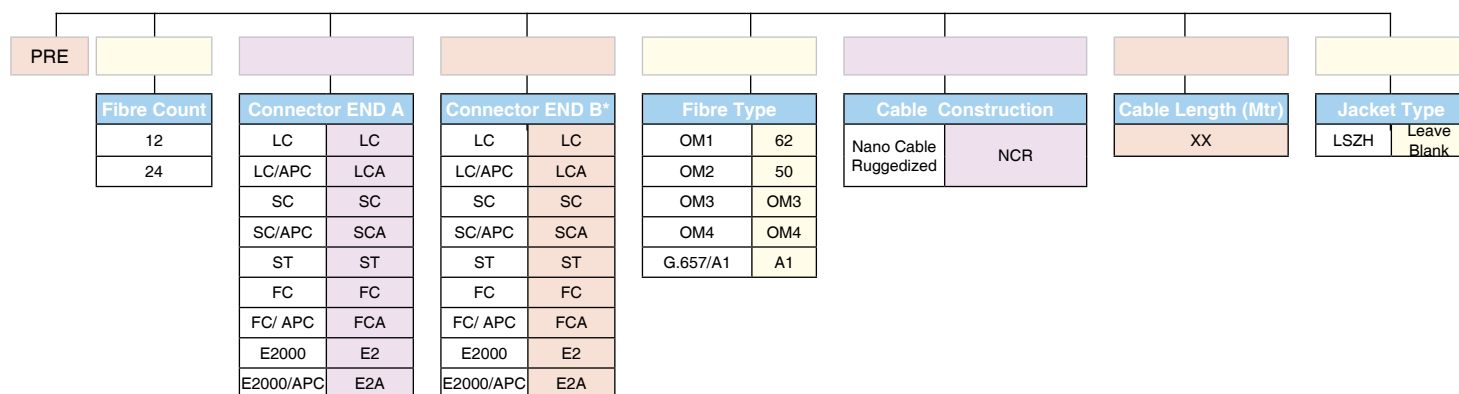 PRE
Fibre Count
12
24
Connector END A
LC LC
LC/APC LCA
SC SC
SC/APC SCA
ST ST
FC FC
FC/ APC FCA
E2000 E2
E2000/APC E2A
Connector END B*
LC LC
LC/APC LCA
SC SC
SC/APC SCA
ST ST
FC FC
FC/ APC FCA
E2000 E2
E2000/APC E2A
Fibre Type
OM1 62
OM2 50
OM3 OM3
OM4 OM4
G.657/A1 A1
Cable Construction
Nano Cable
Ruggedized
NCR
Cable Length (Mtr)
XX
Jacket Type
LSZH
Leave
Blank